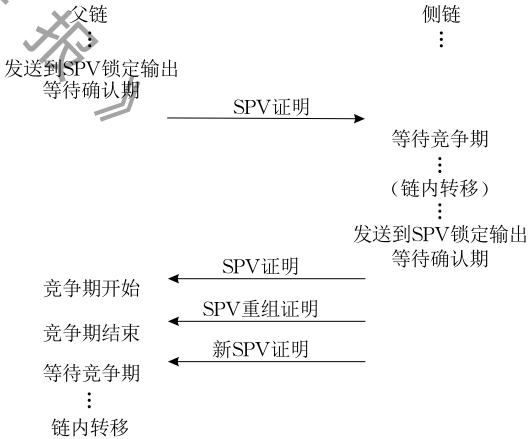 父链
侧链
发送到SPV锁定输出
等待确认期
SPV证明
等待竞争期
(链内转移)
发送到SPV锁定输出
等待确认期
SPV证明
竞争期开始
SPV重组证明
竞争期结束
新SPV证明
等待竞争期
链内转移
报》